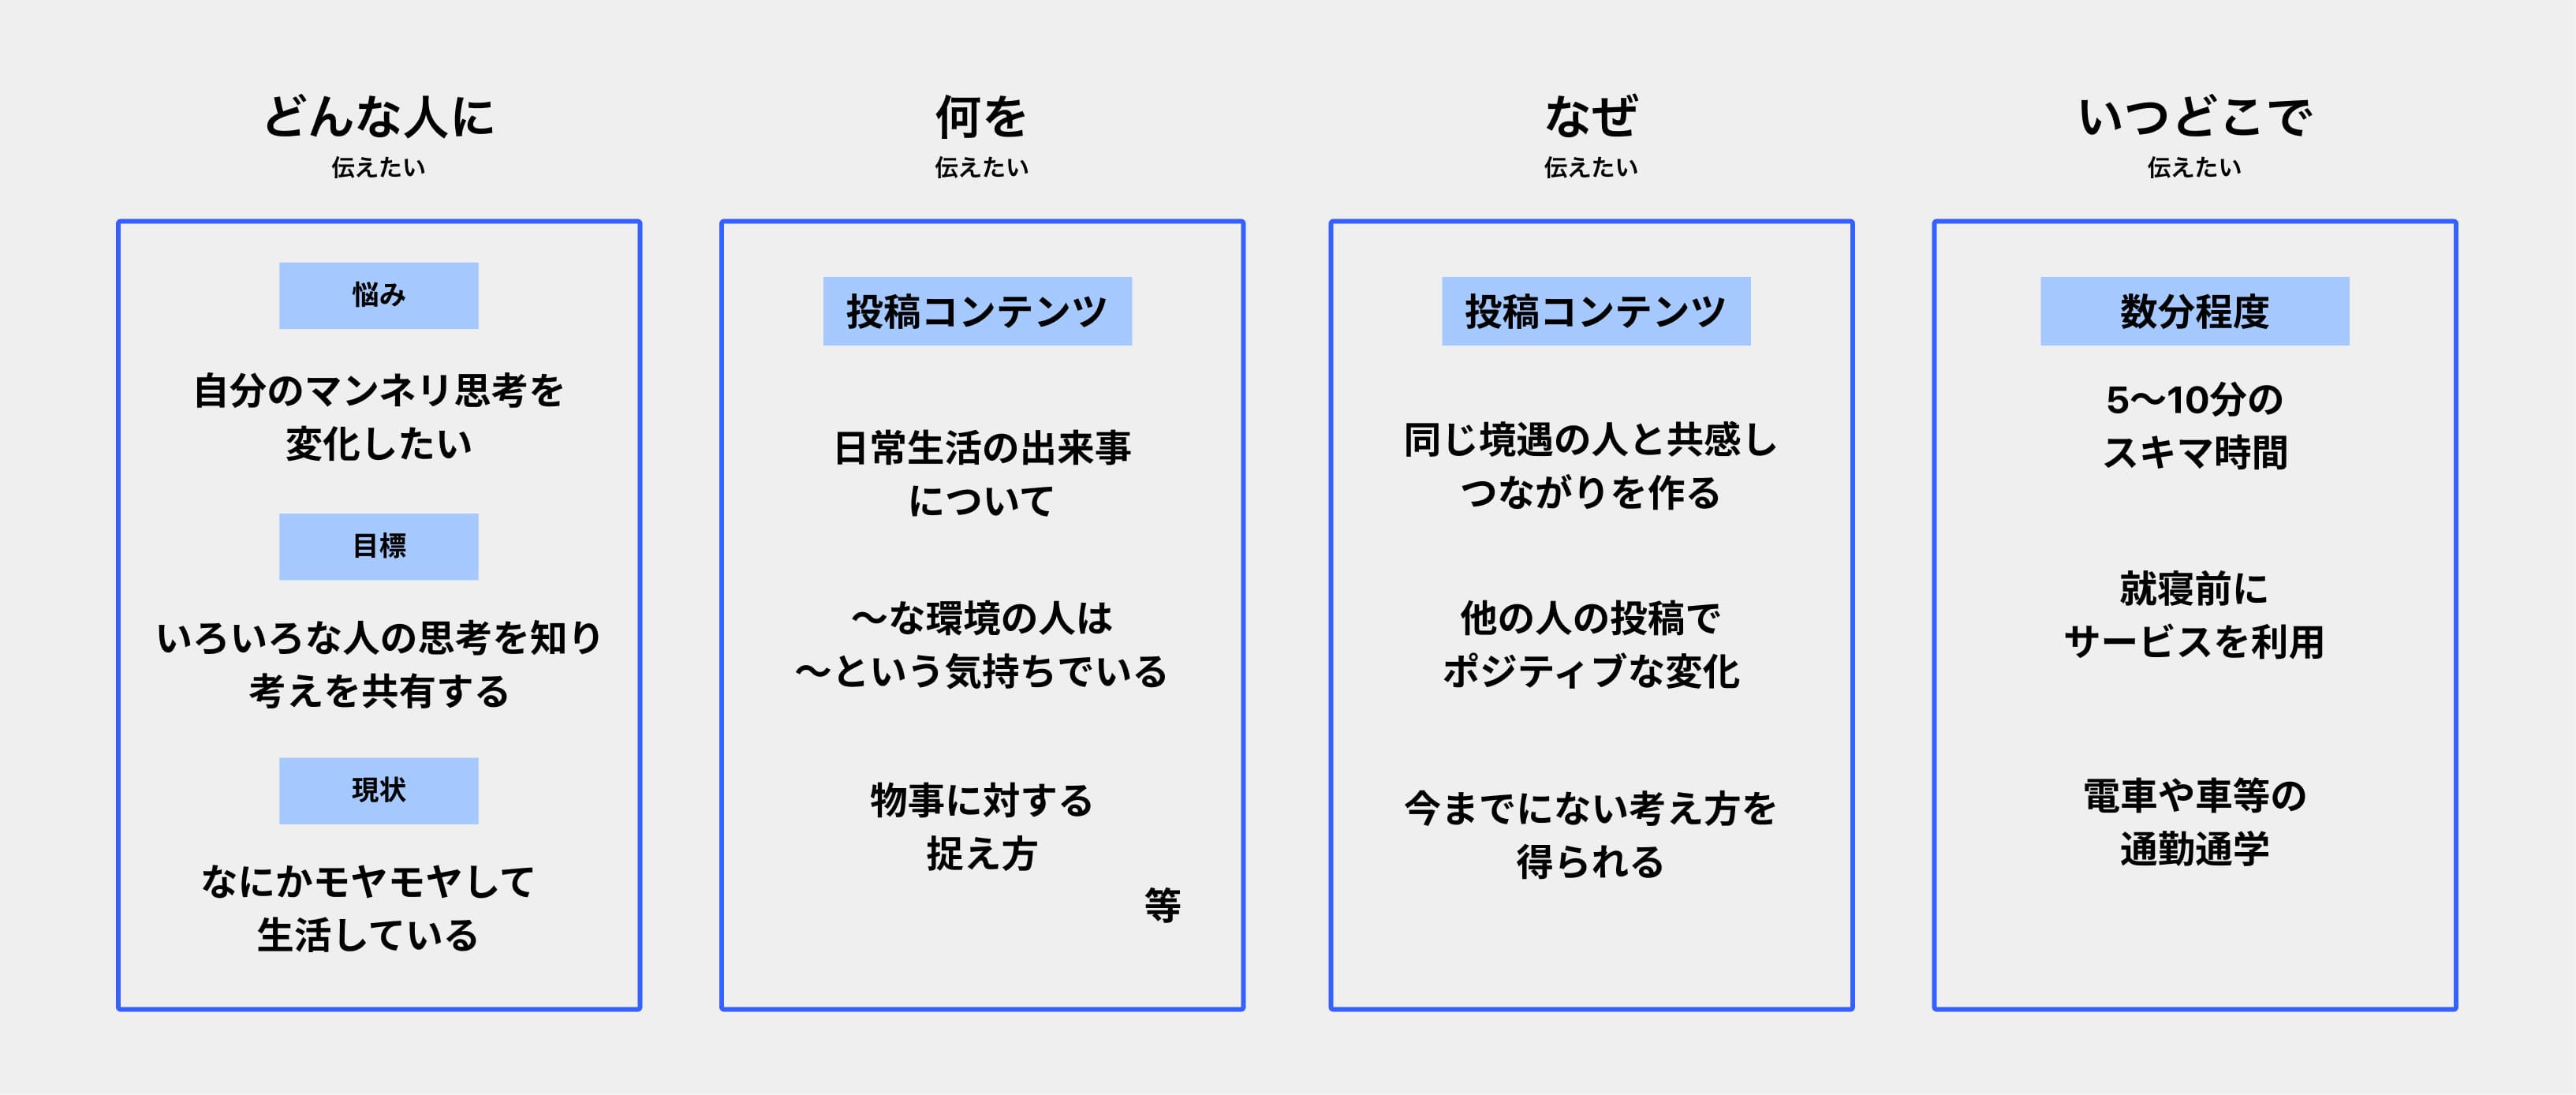 どんな人に
伝えたい
悩み
自分のマンネリ思考を
変化したい
目標
いろいろな人の思考を知り
考えを共有する
現状
なにかモヤモヤして
生活している
何を
伝えたい
投稿コンテンツ
日常生活の出来事
について
〜な環境の人は
〜という気持ちでいる
物事に対する
捉え方
等
なぜ
伝えたい
投稿コンテンツ
同じ境遇の人と共感し
つながりを作る
他の人の投稿で
ポジティブな変化
今までにない考え方を
得られる
いつどこで
伝えたい
数分程度
5〜10分の
スキマ時間
就寝前に
サービスを利用
電車や車等の
通勤通学